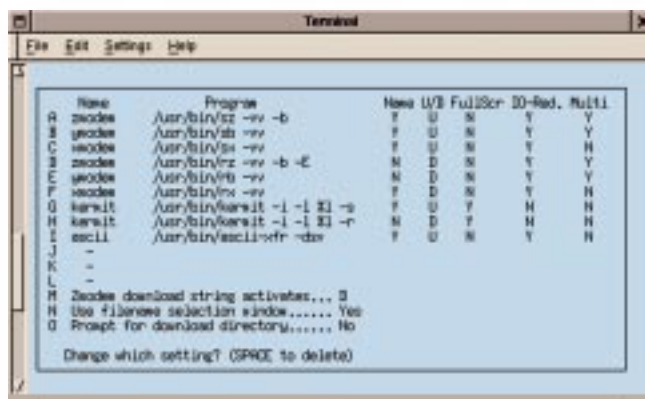 Terminal
File Edit Settings Help
Name Program Name U/D FullScr IO-Red. Multi
A zmodem /usr/bin/sz -vv -b Y U N Y Y
B ymodem /usr/bin/sb -vv Y U N Y Y
C xmodem /usr/bin/sx -vv Y U N Y N
D zmodem /usr/bin/rz -vv -b -E N D N Y Y
E ymodem /usr/bin/rb -vv N D N Y Y
F xmodem /usr/bin/rx -vv Y D N Y N
G kermit /usr/bin/kermit -i -l %l -s Y U Y N N
H kermit /usr/bin/kermit -i -l %l -r N D Y N N
I ascii /usr/bin/ascii-xfr -dsv Y U N Y N
J -
K -
L -
M Zmodem download string activates... D
N Use filename selection window...... Yes
O Prompt for download directory...... No
Change which setting? (SPACE to delete)